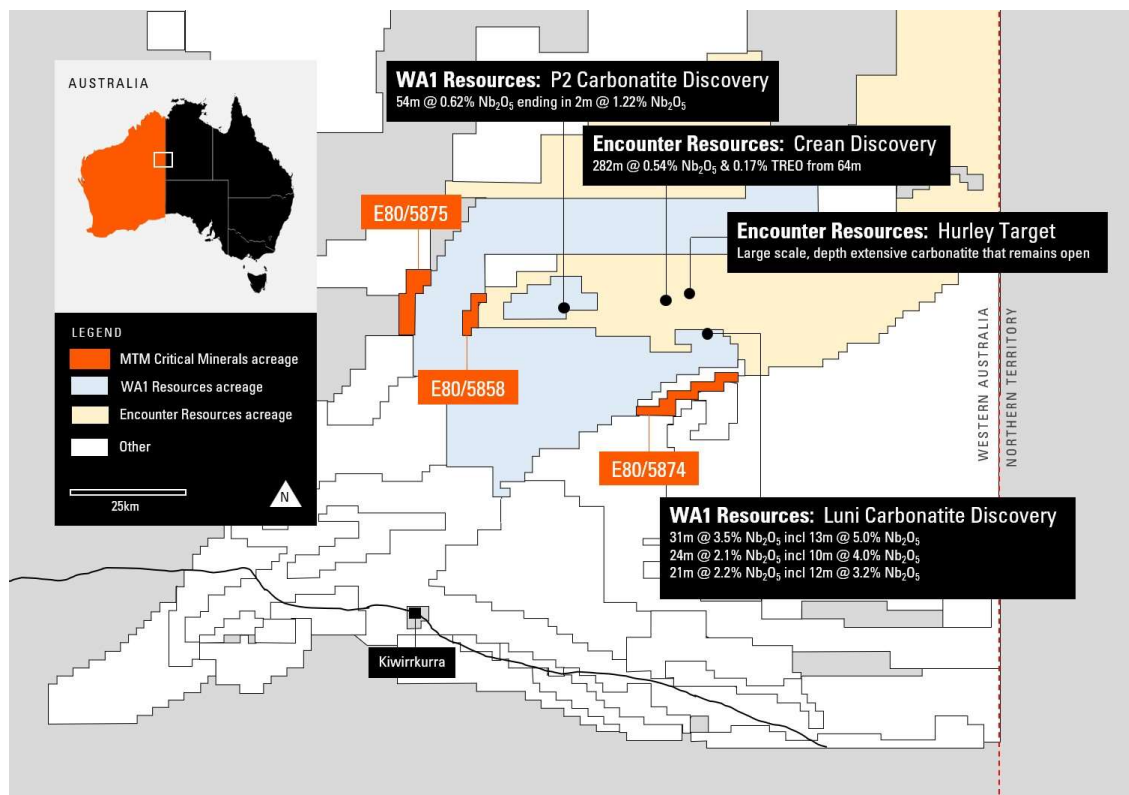 AUSTRALIA
LEGEND
MTM Critical Minerals acreage
WA1 Resources acreage
Encounter Resources acreage
Other
25km
N
WA1 Resources: P2 Carbonatite Discovery
54m @ 0.62% Nb₂O₅ ending in 2m @ 1.22% Nb₂O₅
Encounter Resources: Crean Discovery
282m @ 0.54% Nb₂O₅ & 0.17% TREO from 64m
E80/5875
Encounter Resources: Hurley Target
Large scale, depth extensive carbonatite that remains open
E80/5858
WESTERN AUSTRALIA
NORTHERN TERRITORY
E80/5874
WA1 Resources: Luni Carbonatite Discovery
31m @ 3.5% Nb₂O₅ incl 13m @ 5.0% Nb₂O₅
24m @ 2.1% Nb₂O₅ incl 10m @ 4.0% Nb₂O₅
21m @ 2.2% Nb₂O₅ incl 12m @ 3.2% Nb₂O₅
Kiwirrkurra